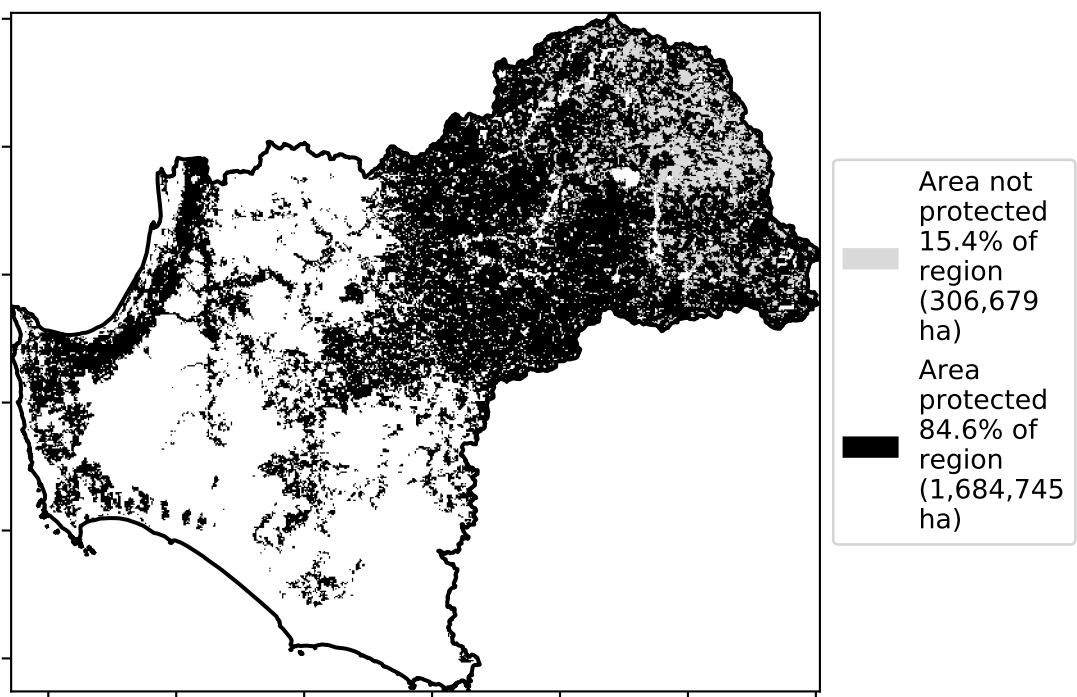 Area not
protected
15.4% of
region
(306,679
ha)
Area
protected
84.6% of
region
(1,684,745
ha)